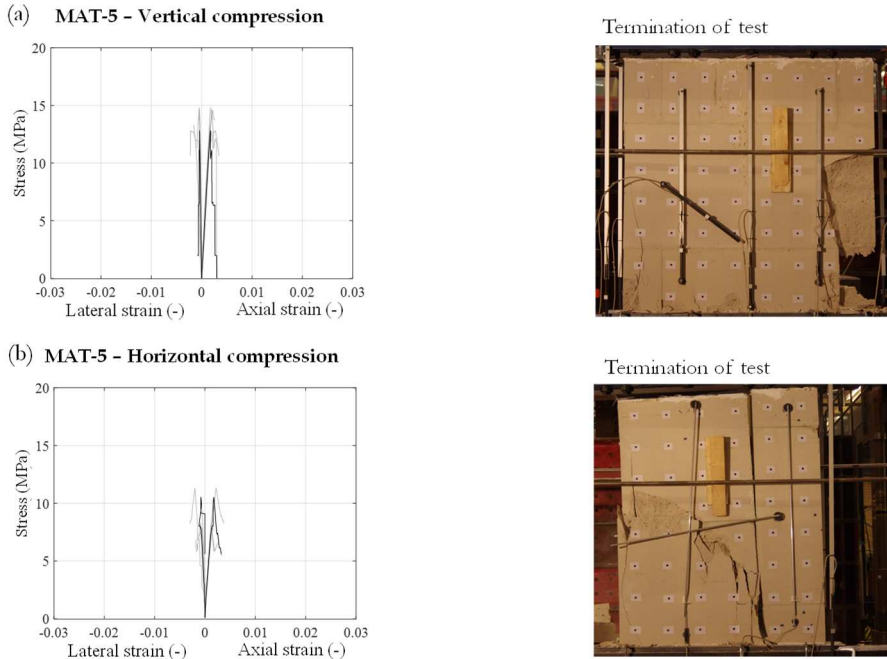 (a) MAT-5 – Vertical compression
Termination of test
20
15
10
5
0
Stress (MPa)
-0.03 -0.02 -0.01 0 0.01 0.02 0.03
Lateral strain (-) Axial strain (-)
(b) MAT-5 – Horizontal compression
Termination of test
20
15
10
5
0
Stress (MPa)
-0.03 -0.02 -0.01 0 0.01 0.02 0.03
Lateral strain (-) Axial strain (-)